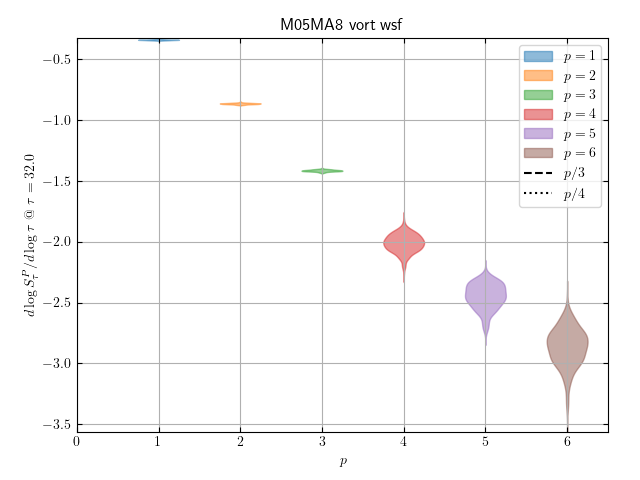 M05MA8 vort wsf
d log S_τ^P / d log τ @ τ = 32.0
−0.5
−1.0
−1.5
−2.0
−2.5
−3.0
−3.5
0 1 2 3 4 5 6
p
p = 1
p = 2
p = 3
p = 4
p = 5
p = 6
p/3
p/4